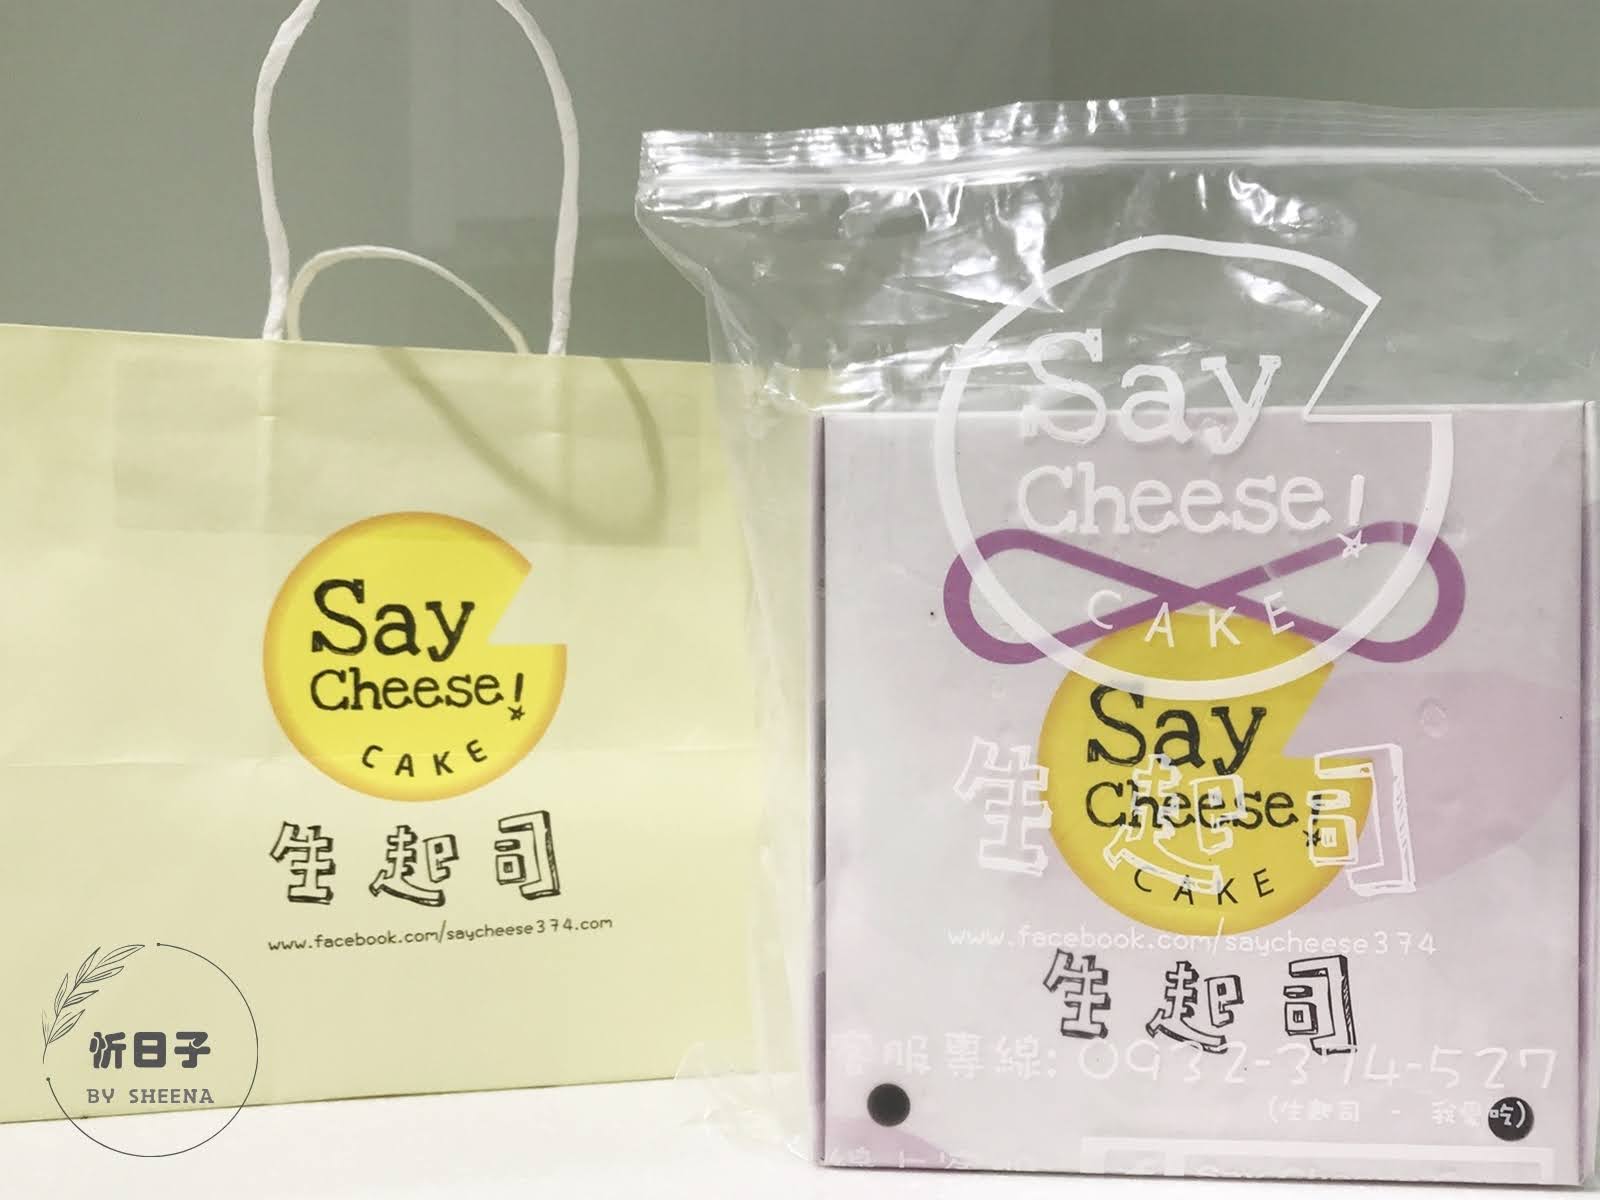 Say
Cheese!
CAKE
生起司
www.facebook.com/saycheese374.com
忻日子
BY SHEENA
Say
Cheese!
CAKE
生起司
www.facebook.com/saycheese374
客服專線: 0932-374-527
(生起司 - 我愛吃)
Say
Cheese!
CAKE
生起司